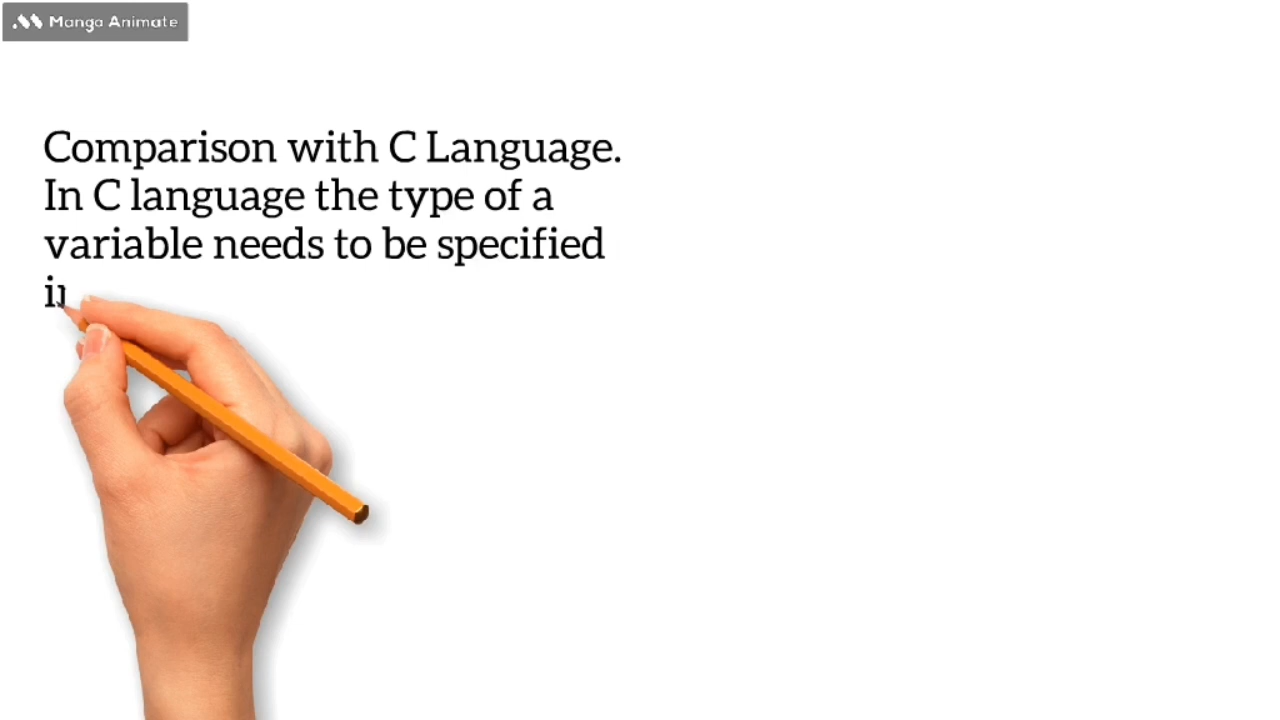 Manga Animate
Comparison with C Language.
In C language the type of a
variable needs to be specified